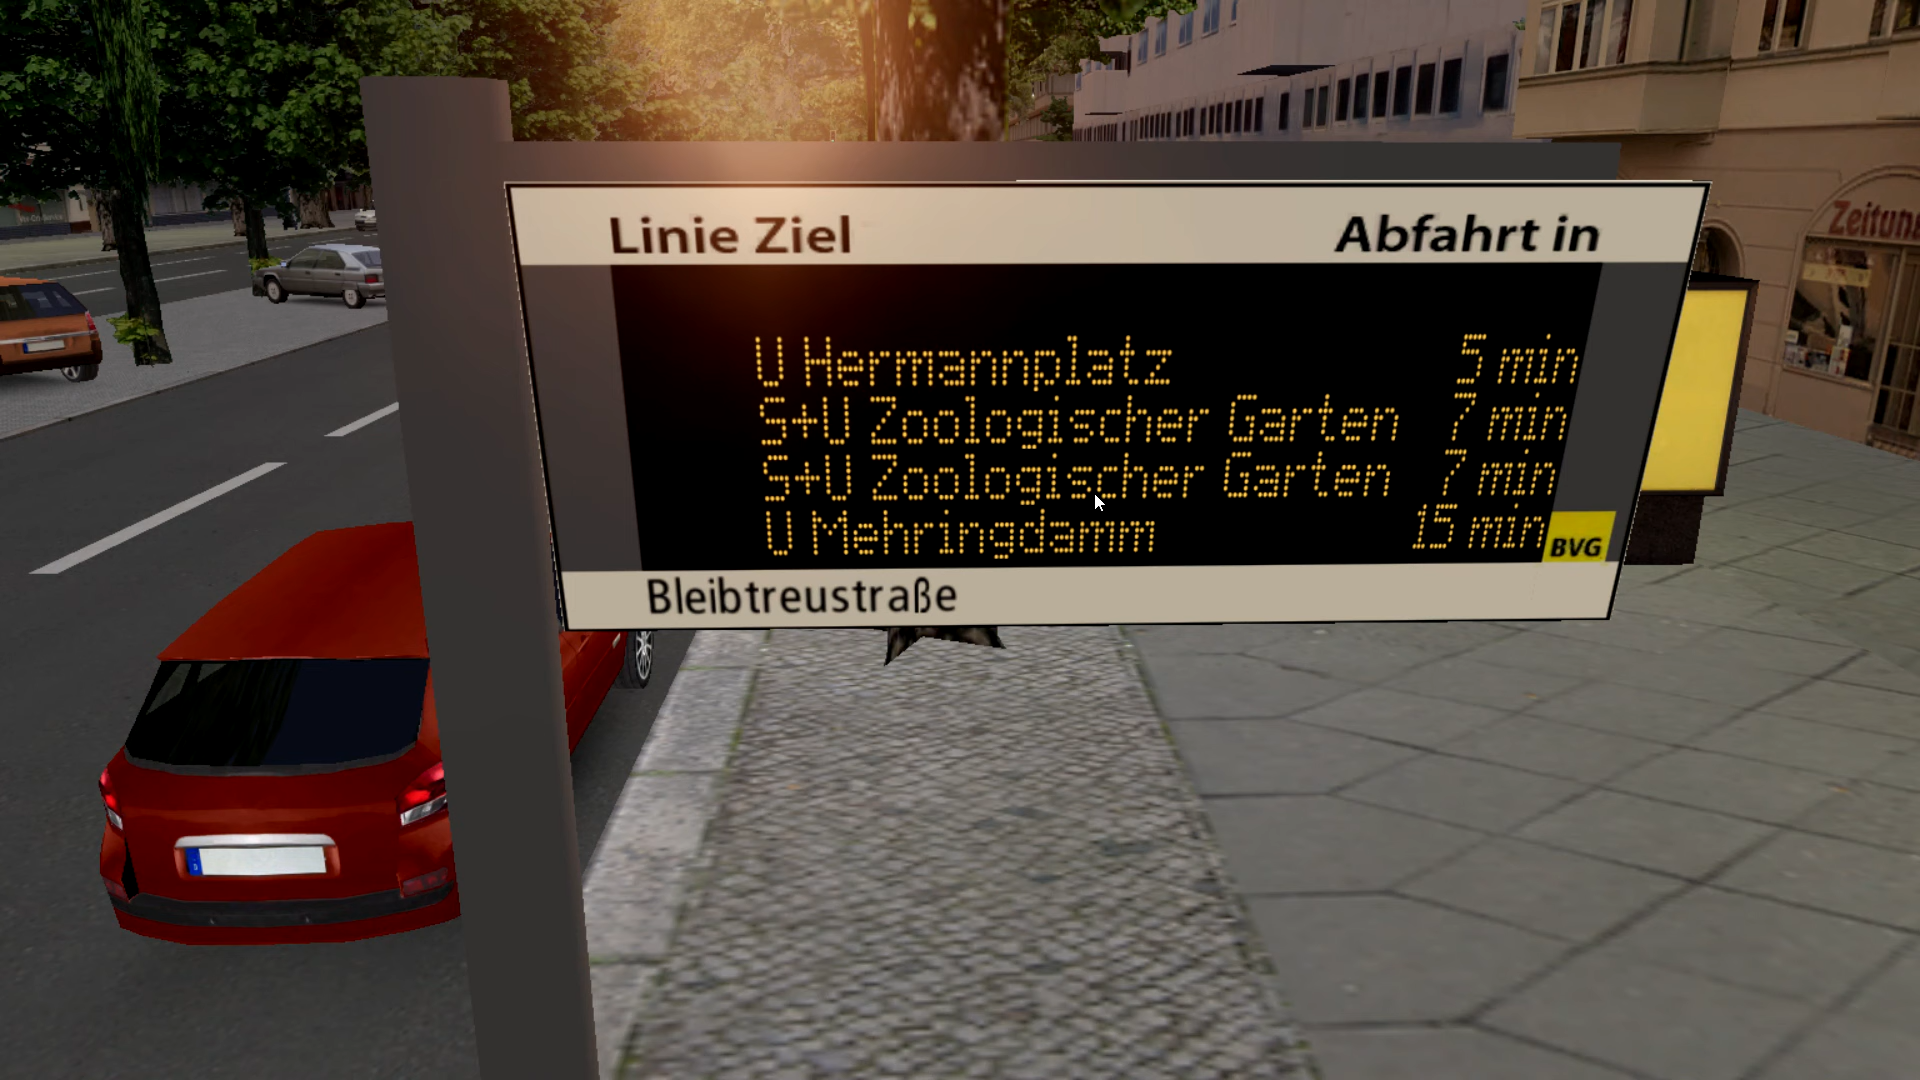 Linie Ziel Abfahrt in
U Hermannplatz 5 min
S+U Zoologischer Garten 7 min
S+U Zoologischer Garten 7 min
U Mehringdamm 15 min
BVG
Bleibtreustraße